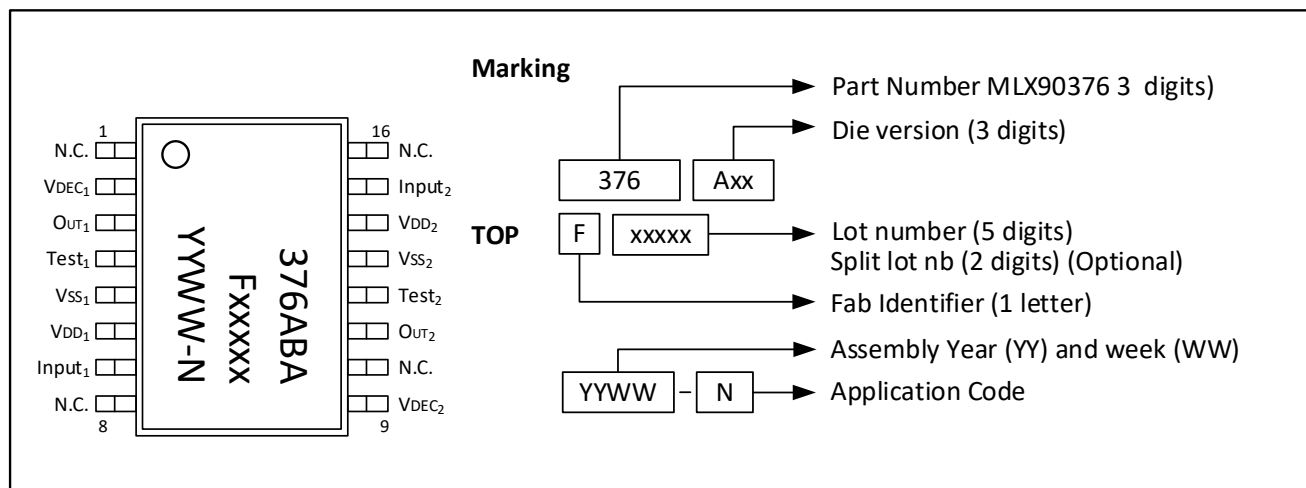 Marking
Part Number MLX90376 3 digits)
Die version (3 digits)
376 Axx
TOP
F xxxxx
Lot number (5 digits)
Split lot nb (2 digits) (Optional)
Fab Identifier (1 letter)
Assembly Year (YY) and week (WW)
YYWW – N
Application Code
1
N.C.
VDEC1
OUT1
Test1
VSS1
VDD1
Input1
N.C.
8
376ABA
Fxxxxx
YYWW-N
16
N.C.
Input2
VDD2
VSS2
Test2
OUT2
N.C.
VDEC2
9